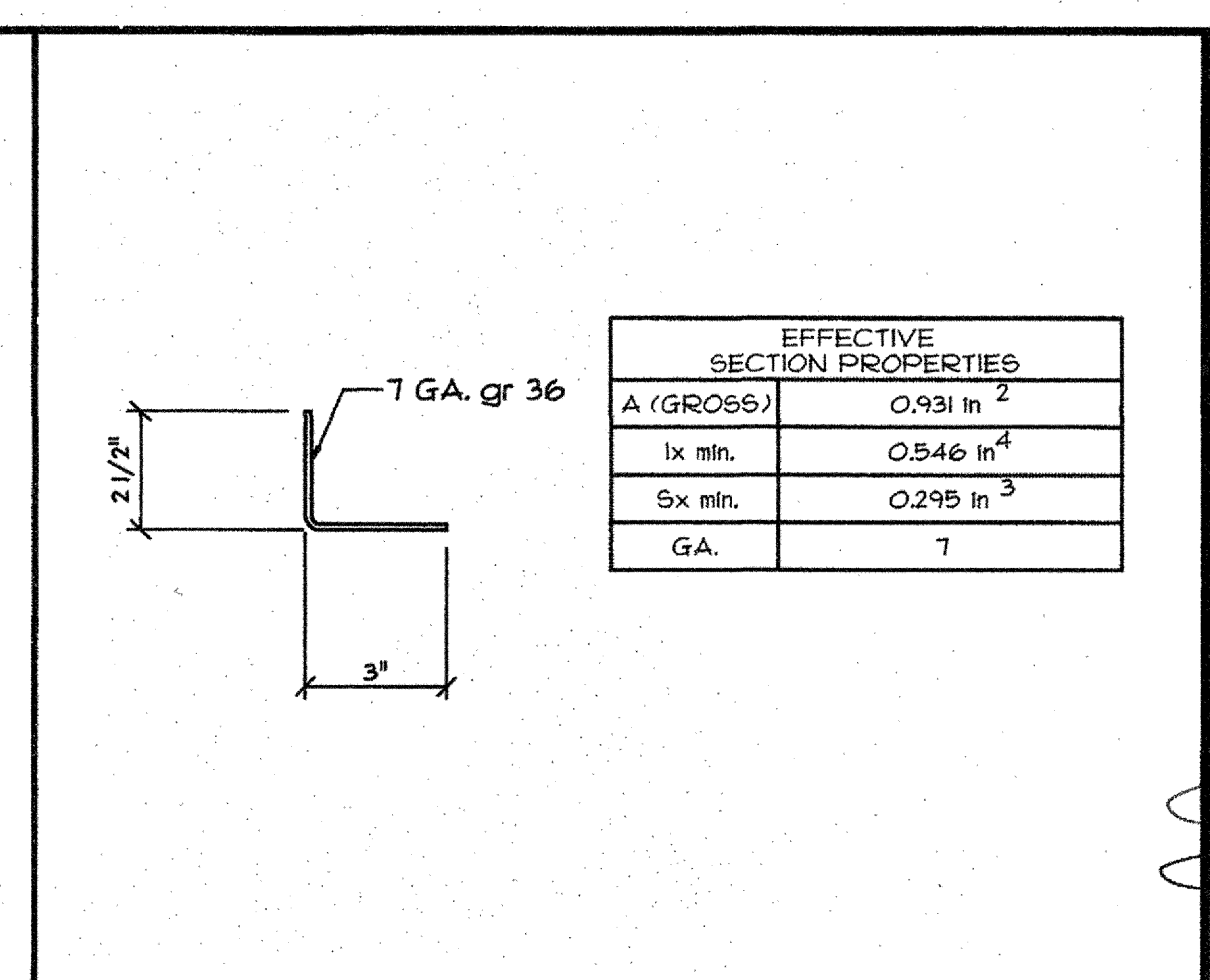 7 GA. gr 36
2 1/2"
3"
EFFECTIVE
SECTION PROPERTIES
A (GROSS) 0.931 in 2
Ix min. 0.546 in4
Sx min. 0.295 in 3
GA. 7